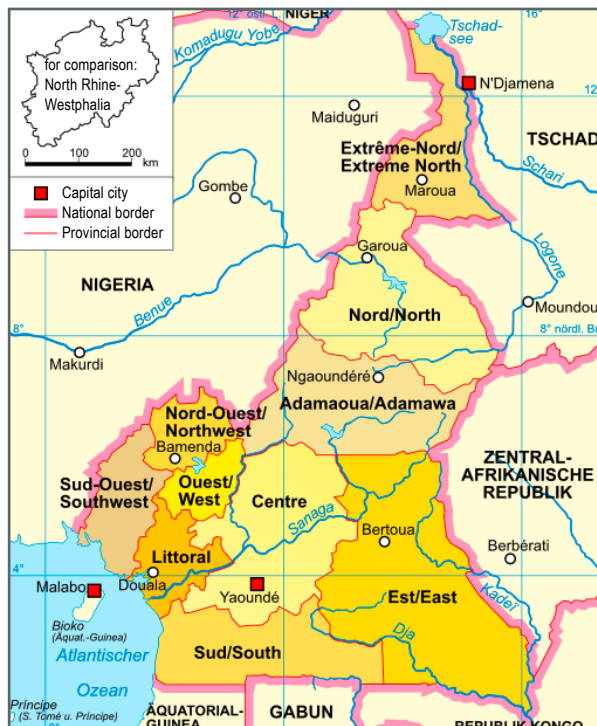 12° östl
NIGER
16°
Komadugu Yobe
Tschad-
see
for comparison:
North Rhine-
Westphalia
0 100 200
km
N'Djamena
12
Maiduguri
TSCHAD
Extrême-Nord/
Extreme North
Schari
Capital city
National border
Provincial border
Gombe
Maroua
Garoua
Logone
NIGERIA
Benue
Moundou
Nord/North
8°
8° nördl. Br
Makurdi
Ngaoundéré
Adamaoua/Adamawa
Nord-Ouest/
Northwest
Bamenda
ZENTRAL-
AFRIKANISCHE
REPUBLIK
Sud-Ouest/
Southwest
Ouest/
West
Centre
Sanaga
Bertoua
Littoral
Berbérati
4°
Malabo
Douala
Yaoundé
Est/East
Kadeï
Bioko
(Äquat.-Guinea)
Dja
Atlantischer
Ozean
Sud/South
Príncipe
(S. Tomé u. Príncipe)
ÄQUATORIAL-
GUINEA
GABUN
REPUBLIK KONGO